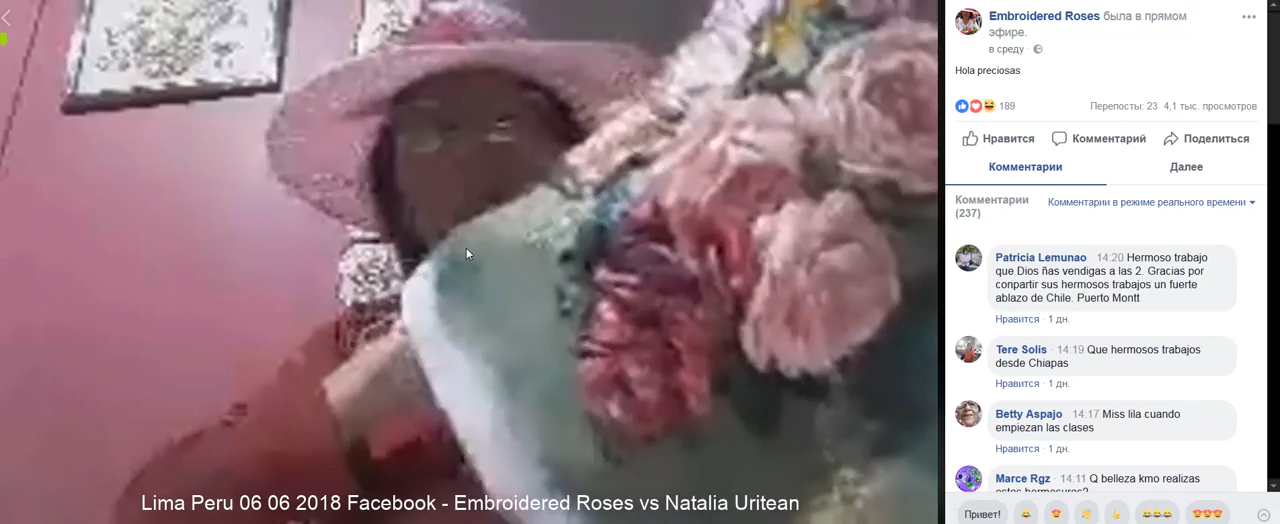 Lima Peru 06 06 2018 Facebook - Embroidered Roses vs Natalia Uritean
Embroidered Roses была в прямом
эфире.
в среду ·
Hola preciosas
189 Перепосты: 23 4,1 тыс. просмотров
Нравится Комментарий Поделиться
Комментарии Далее
Комментарии
(237)
Комментарии в режиме реального времени
Patricia Lemunao 14:20 Hermoso trabajo
que Dios ñas vendigas a las 2. Gracias por
conpartir sus hermosos trabajos un fuerte
ablazo de Chile. Puerto Montt
Нравится · 1 дн.
Tere Solis · 14:19 Que hermosos trabajos
desde Chiapas
Нравится · 1 дн.
Betty Aspajo 14:17 Miss lila cuando
empiezan las clases
Нравится · 1 дн.
Marce Rgz · 14:11 Q belleza kmo realizas
estos hermosures?
Привет!